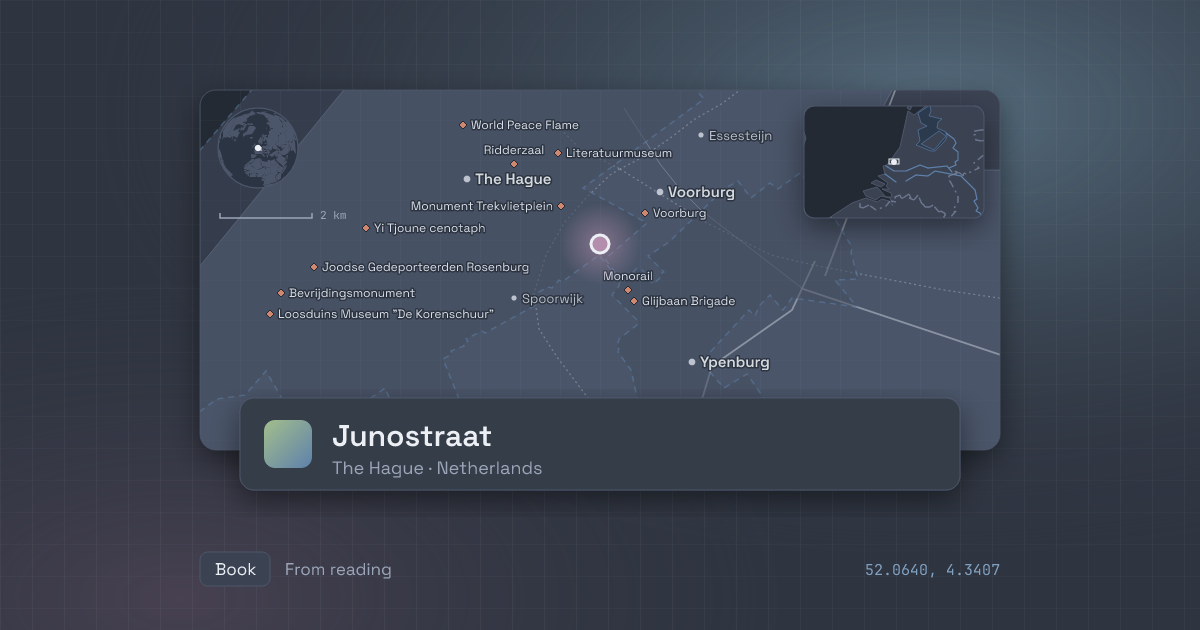 World Peace Flame
Ridderzaal
Literatuurmuseum
Essesteijn
The Hague
Voorburg
Monument Trekvlietplein
Voorburg
2 km
Yi Tjoune cenotaph
Joodse Gedeporteerden Rosenburg
Monorail
Bevrijdingsmonument
Spoorwijk
Glijbaan Brigade
Loosduins Museum "De Korenschuur"
Ypenburg
Junostraat
The Hague · Netherlands
Book
From reading
52.0640, 4.3407